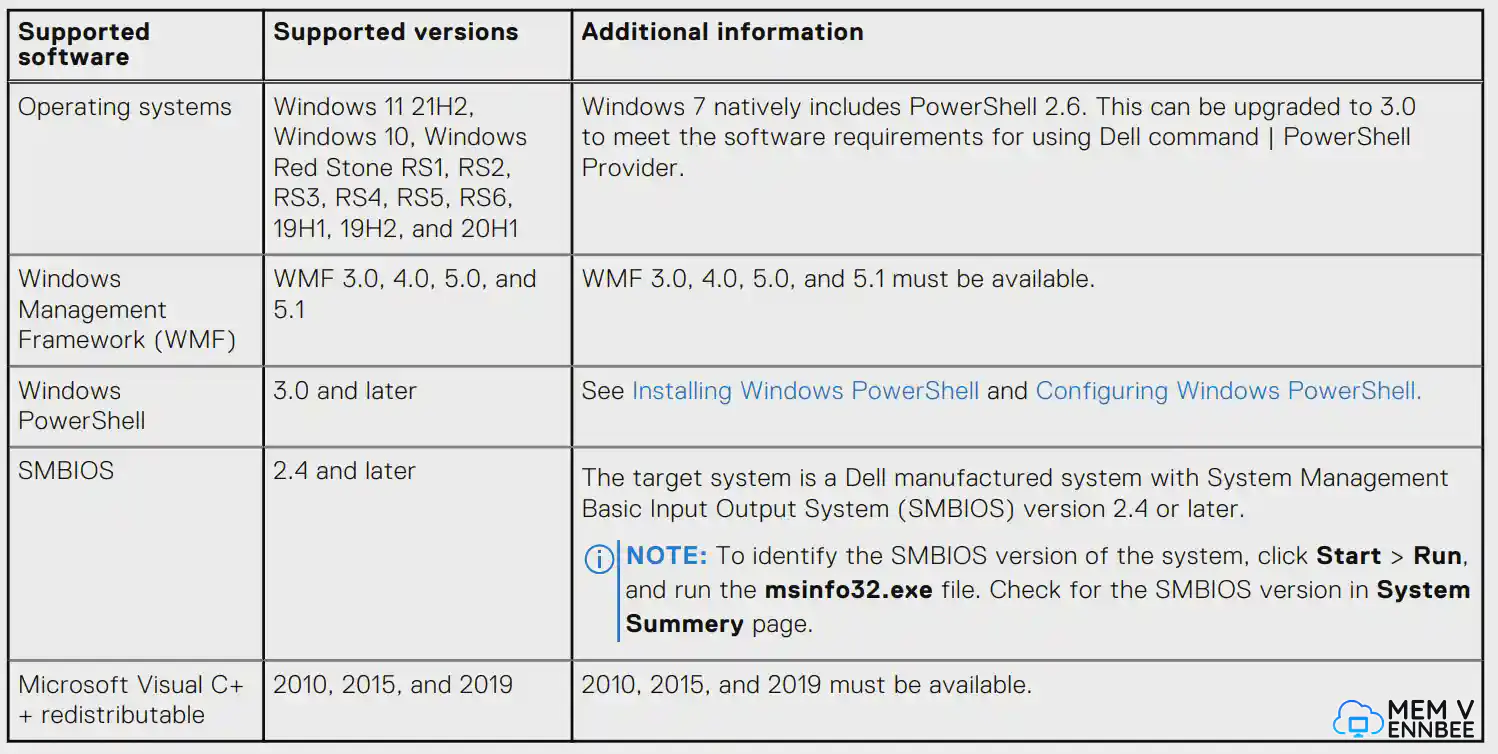 Supported
software
Supported versions
Additional information
Operating systems
Windows 11 21H2,
Windows 10, Windows
Red Stone RS1, RS2,
RS3, RS4, RS5, RS6,
19H1, 19H2, and 20H1
Windows 7 natively includes PowerShell 2.6. This can be upgraded to 3.0
to meet the software requirements for using Dell command | PowerShell
Provider.
Windows
Management
Framework (WMF)
WMF 3.0, 4.0, 5.0, and
5.1
WMF 3.0, 4.0, 5.0, and 5.1 must be available.
Windows
PowerShell
3.0 and later
See Installing Windows PowerShell and Configuring Windows PowerShell.
SMBIOS
2.4 and later
The target system is a Dell manufactured system with System Management
Basic Input Output System (SMBIOS) version 2.4 or later.
NOTE: To identify the SMBIOS version of the system, click Start > Run,
and run the msinfo32.exe file. Check for the SMBIOS version in System
Summery page.
Microsoft Visual C+
+ redistributable
2010, 2015, and 2019
2010, 2015, and 2019 must be available.
MEM V
ENNBEE